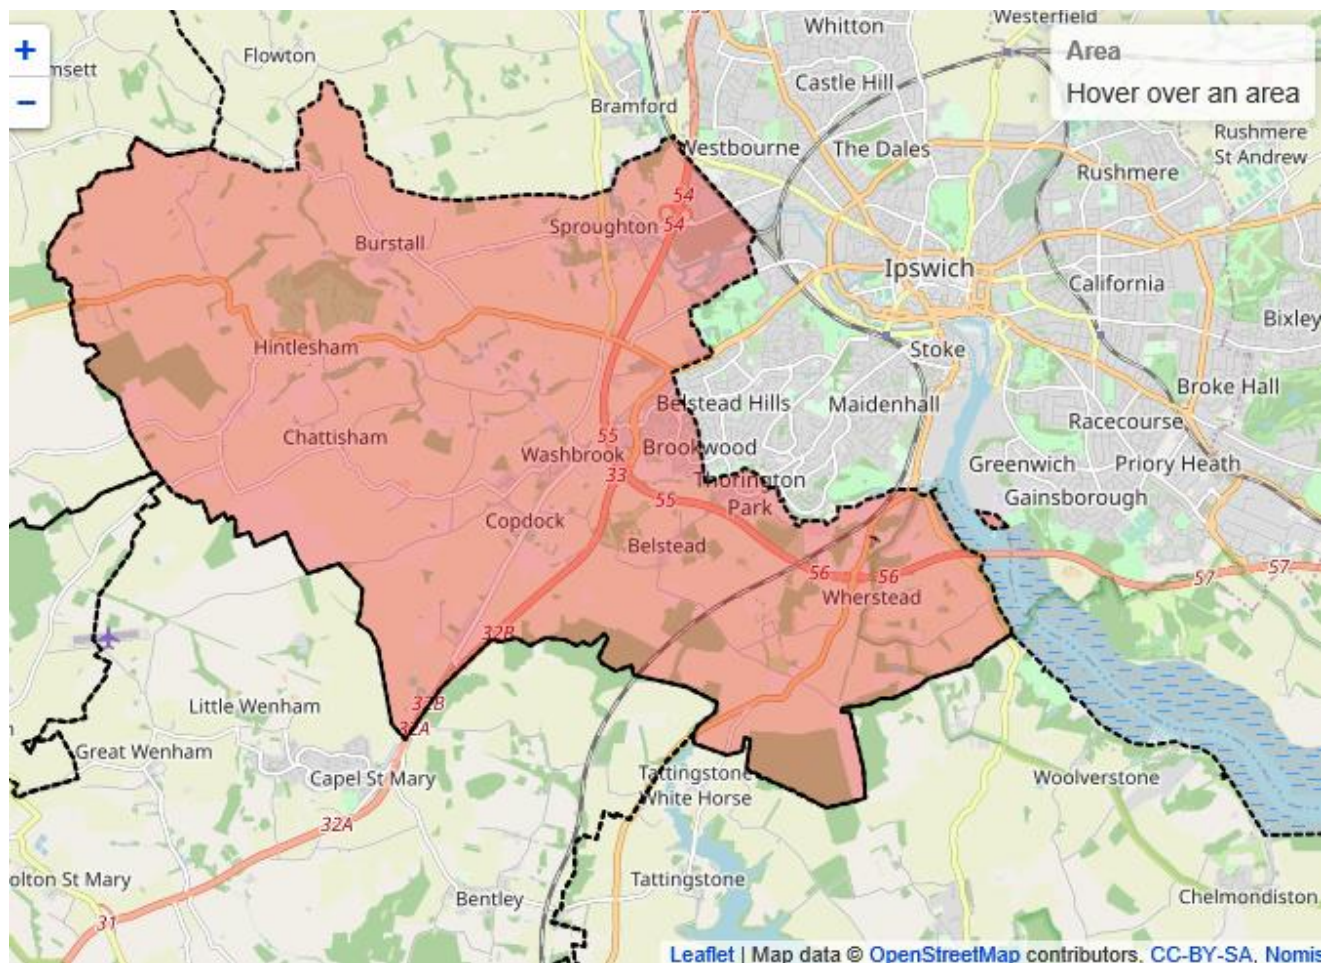 Westerfield
Whitton
+
Flowton
Area
msett
Castle Hill
Hover over an area
−
Bramford
Rushmere
St Andrew
Westbourne
The Dales
Rushmere
54
54
Sproughton
Burstall
Ipswich
California
Bixley
Hintlesham
Stoke
Broke Hall
Belstead Hills
Maidenhall
Racecourse
Chattisham
55
Washbrook
Brookwood
Greenwich
Priory Heath
33
Thorington
Park
Gainsborough
55
Copdock
Belstead
56
56
57
57
Wherstead
32B
Little Wenham
32B
32A
Great Wenham
Capel St Mary
Tattingstone
White Horse
Woolverstone
32A
olton St Mary
Tattingstone
Bentley
Chelmondiston
31
Leaflet | Map data © OpenStreetMap contributors, CC-BY-SA, Nomis